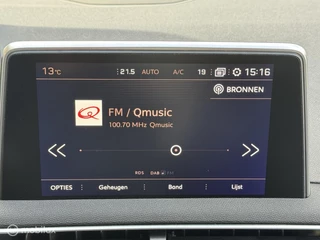 13°C 21.5 AUTO A/C 19 15:16
BRONNEN
FM / Qmusic
100.70 MHz Qmusic
RDS DAB FM
OPTIES Geheugen Band Lijst